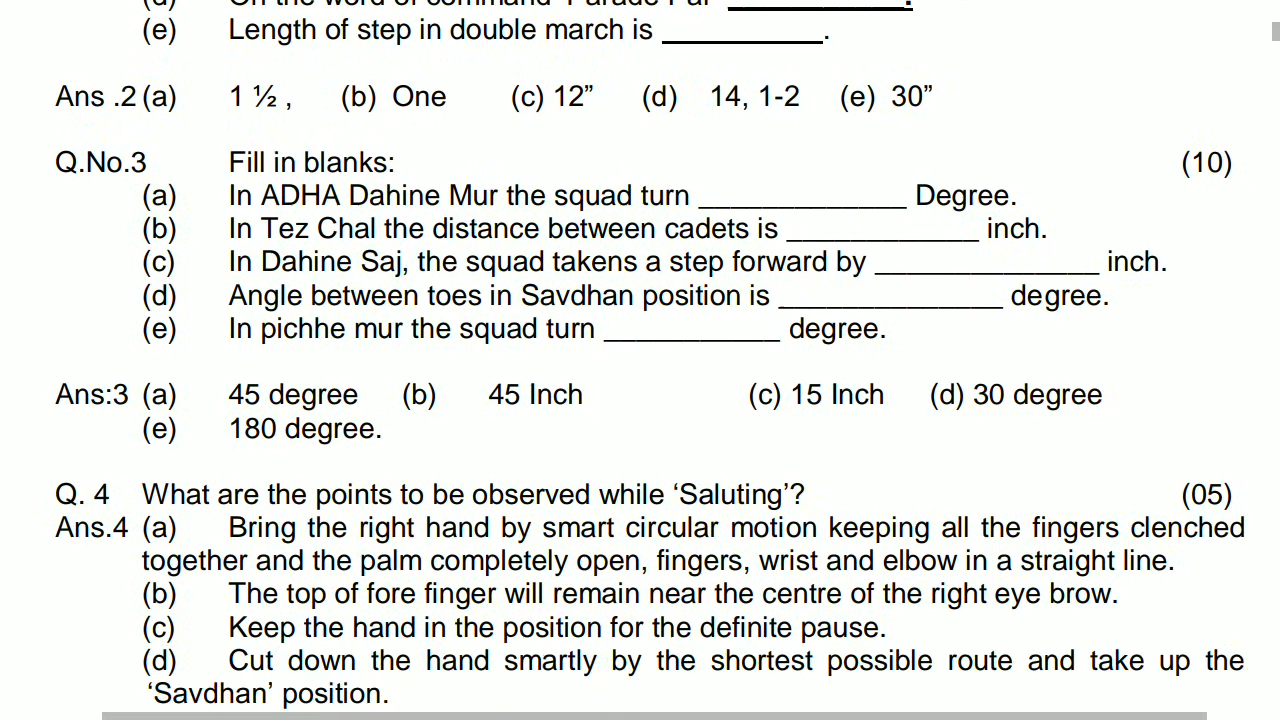 (d) On the word of command 'Parade Par' _____________.
(e) Length of step in double march is __________.
Ans .2 (a) 1 ½ , (b) One (c) 12” (d) 14, 1-2 (e) 30”
Q.No.3 Fill in blanks: (10)
(a) In ADHA Dahine Mur the squad turn _____________ Degree.
(b) In Tez Chal the distance between cadets is ____________ inch.
(c) In Dahine Saj, the squad takens a step forward by ______________ inch.
(d) Angle between toes in Savdhan position is ______________ degree.
(e) In pichhe mur the squad turn ___________ degree.
Ans:3 (a) 45 degree (b) 45 Inch (c) 15 Inch (d) 30 degree
(e) 180 degree.
Q. 4 What are the points to be observed while ‘Saluting’? (05)
Ans.4 (a) Bring the right hand by smart circular motion keeping all the fingers clenched
together and the palm completely open, fingers, wrist and elbow in a straight line.
(b) The top of fore finger will remain near the centre of the right eye brow.
(c) Keep the hand in the position for the definite pause.
(d) Cut down the hand smartly by the shortest possible route and take up the
‘Savdhan’ position.